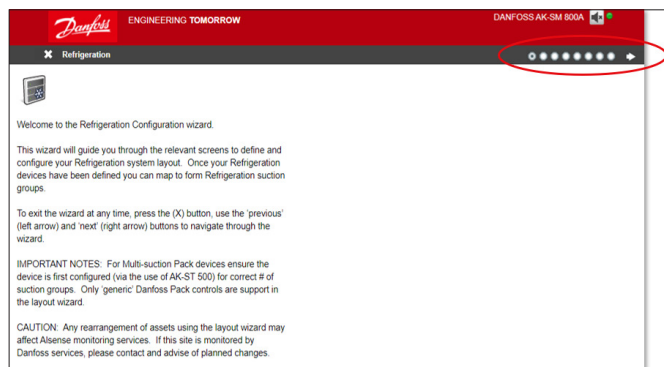 Danfoss
ENGINEERING TOMORROW
DANFOSS AK-SM 800A
Refrigeration
Welcome to the Refrigeration Configuration wizard.
This wizard will guide you through the relevant screens to define and
configure your Refrigeration system layout. Once your Refrigeration
devices have been defined you can map to form Refrigeration suction
groups.
To exit the wizard at any time, press the (X) button, use the 'previous'
(left arrow) and 'next' (right arrow) buttons to navigate through the
wizard.
IMPORTANT NOTES: For Multi-suction Pack devices ensure the
device is first configured (via the use of AK-ST 500) for correct # of
suction groups. Only 'generic' Danfoss Pack controls are support in
the layout wizard.
CAUTION: Any rearrangement of assets using the layout wizard may
affect Alsense monitoring services. If this site is monitored by
Danfoss services, please contact and advise of planned changes.